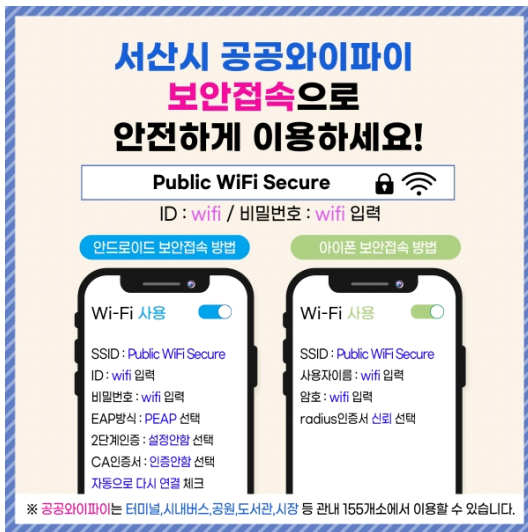 서산시 공공와이파이
보안접속으로
안전하게 이용하세요!
Public WiFi Secure
ID : wifi / 비밀번호 : wifi 입력
안드로이드 보안접속 방법
Wi-Fi 사용
SSID : Public WiFi Secure
ID : wifi 입력
비밀번호 : wifi 입력
EAP방식 : PEAP 선택
2단계인증 : 설정안함 선택
CA인증서 : 인증안함 선택
자동으로 다시 연결 체크
아이폰 보안접속 방법
Wi-Fi 사용
SSID : Public WiFi Secure
사용자이름 : wifi 입력
암호 : wifi 입력
radius인증서 신뢰 선택
※ 공공와이파이는 터미널,시내버스,공원,도서관,시장 등 관내 155개소에서 이용할 수 있습니다.